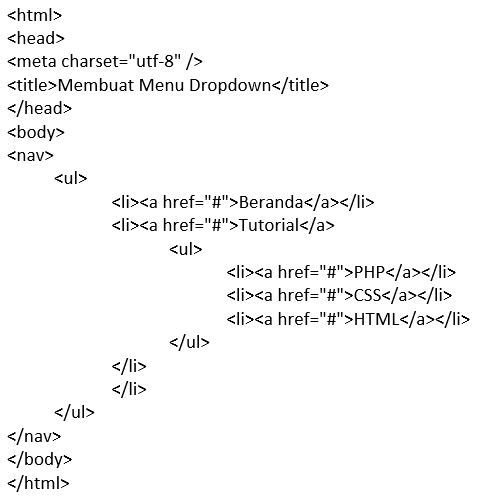 <html>
<head>
<meta charset="utf-8" />
<title>Membuat Menu Dropdown</title>
</head>
<body>
<nav>
<ul>
<li><a href="#">Beranda</a></li>
<li><a href="#">Tutorial</a>
<ul>
<li><a href="#">PHP</a></li>
<li><a href="#">CSS</a></li>
<li><a href="#">HTML</a></li>
</ul>
</li>
</li>
</ul>
</nav>
</body>
</html>